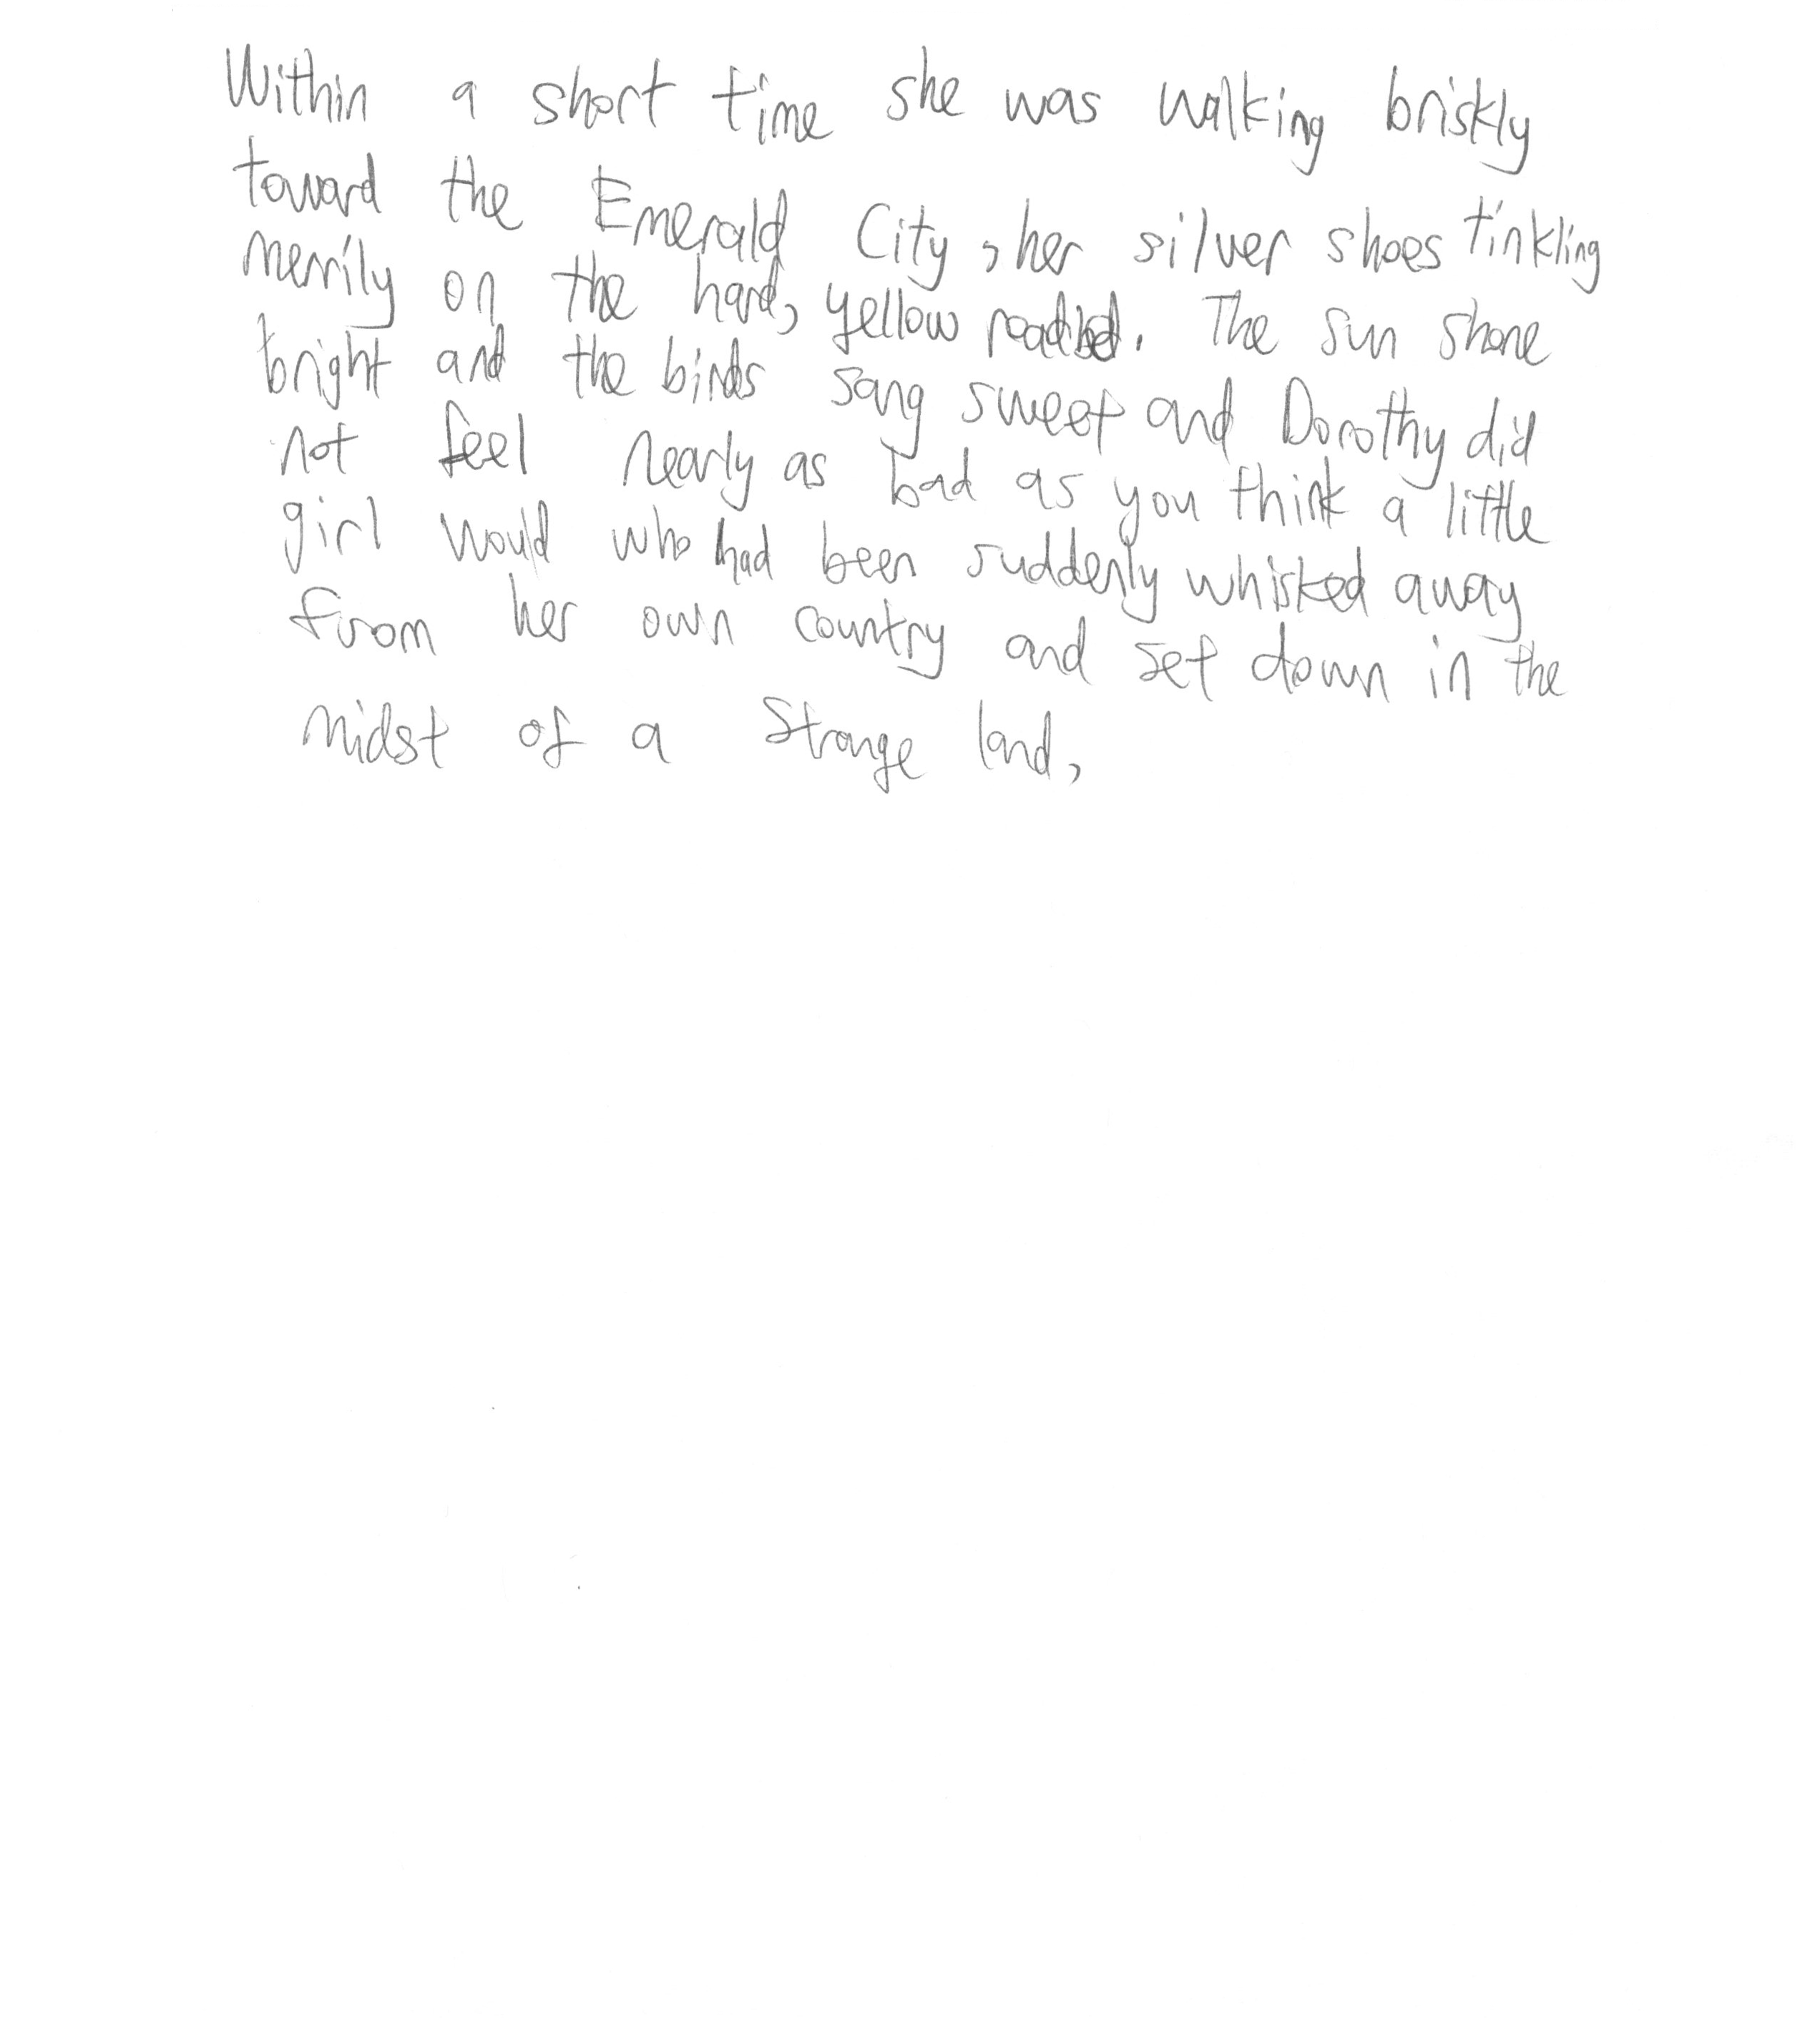 Within a short time she was walking briskly
toward the Emerald City, her silver shoes tinkling
merrily on the hard, yellow roadbed. The sun shone
bright and the birds sang sweet and Dorothy did
not feel nearly as bad as you think a little
girl would who had been suddenly whisked away
from her own country and set down in the
midst of a strange land,